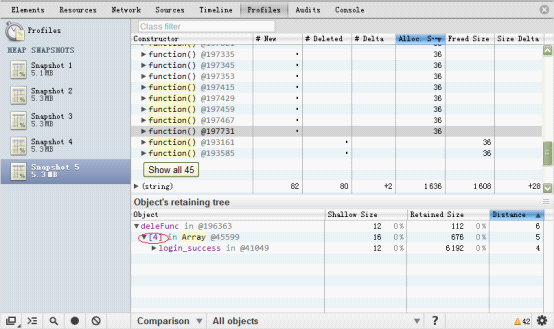 Elements Resources Network Sources Timeline Profiles Audits Console
Profiles
HEAP SNAPSHOTS
Snapshot 1
5.1MB
Snapshot 2
5.3MB
Snapshot 3
5.3MB
Snapshot 4
5.3MB
Snapshot 5
5.3MB
Class filter
Constructor # New # Deleted # Delta Alloc. Size Freed Size Size Delta
36
function() @197335 • 36
function() @197345 • 36
function() @197353 • 36
function() @197415 • 36
function() @197429 • 36
function() @197459 • 36
function() @197467 • 36
function() @197731 • 36
function() @193161 • 36
function() @193585 • 36
Show all 45
(string) 82 80 +2 1 636 1 608 +28
Object's retaining tree
Object Shallow Size Retained Size Distance
deleFunc in @196363 12 0% 112 0% 6
[4] in Array @45599 16 0% 676 0% 5
login_success in @41049 12 0% 6 192 0% 4
Comparison All objects ? 42